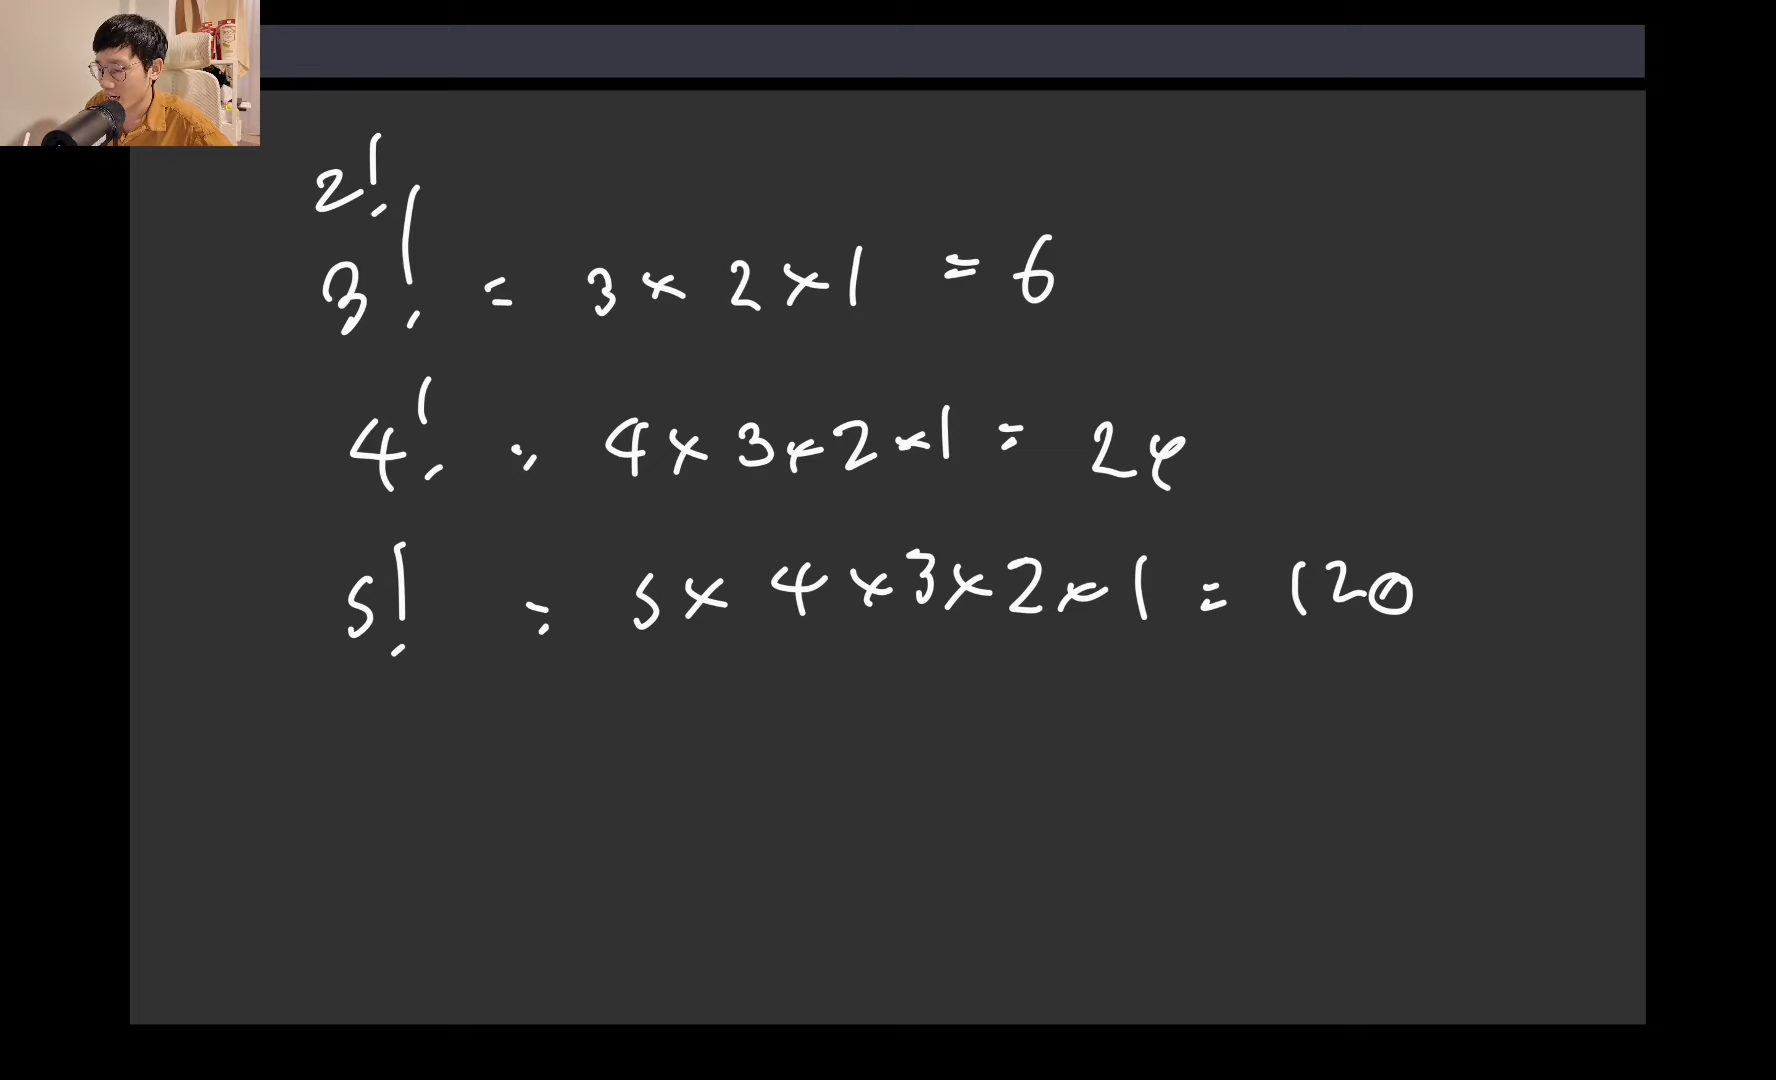 2!
3! = 3 × 2 × 1 = 6
4! = 4 × 3 × 2 × 1 = 24
5! = 5 × 4 × 3 × 2 × 1 = 120